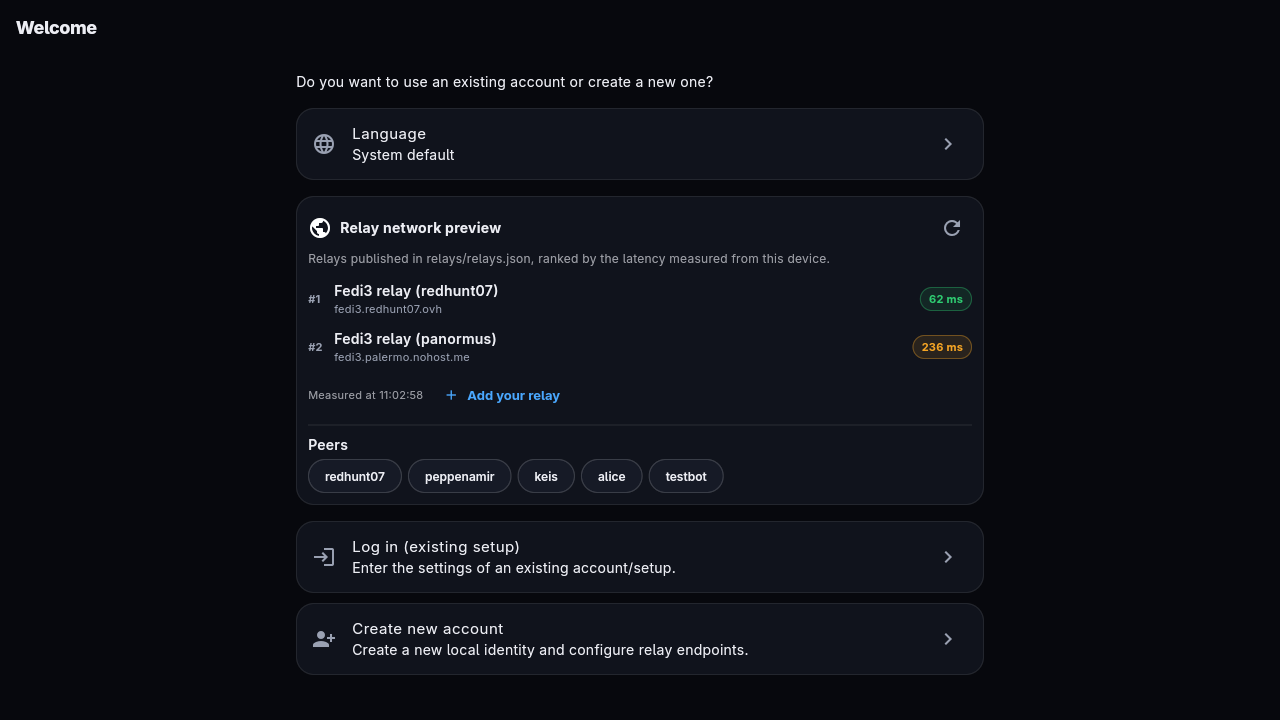 Welcome
Do you want to use an existing account or create a new one?
Language
System default
Relay network preview
Relays published in relays/relays.json, ranked by the latency measured from this device.
#1
Fedi3 relay (redhunt07)
fedi3.redhunt07.ovh
62 ms
#2
Fedi3 relay (panormus)
fedi3.palermo.nohost.me
236 ms
Measured at 11:02:58
Add your relay
Peers
redhunt07
peppenamir
keis
alice
testbot
Log in (existing setup)
Enter the settings of an existing account/setup.
Create new account
Create a new local identity and configure relay endpoints.